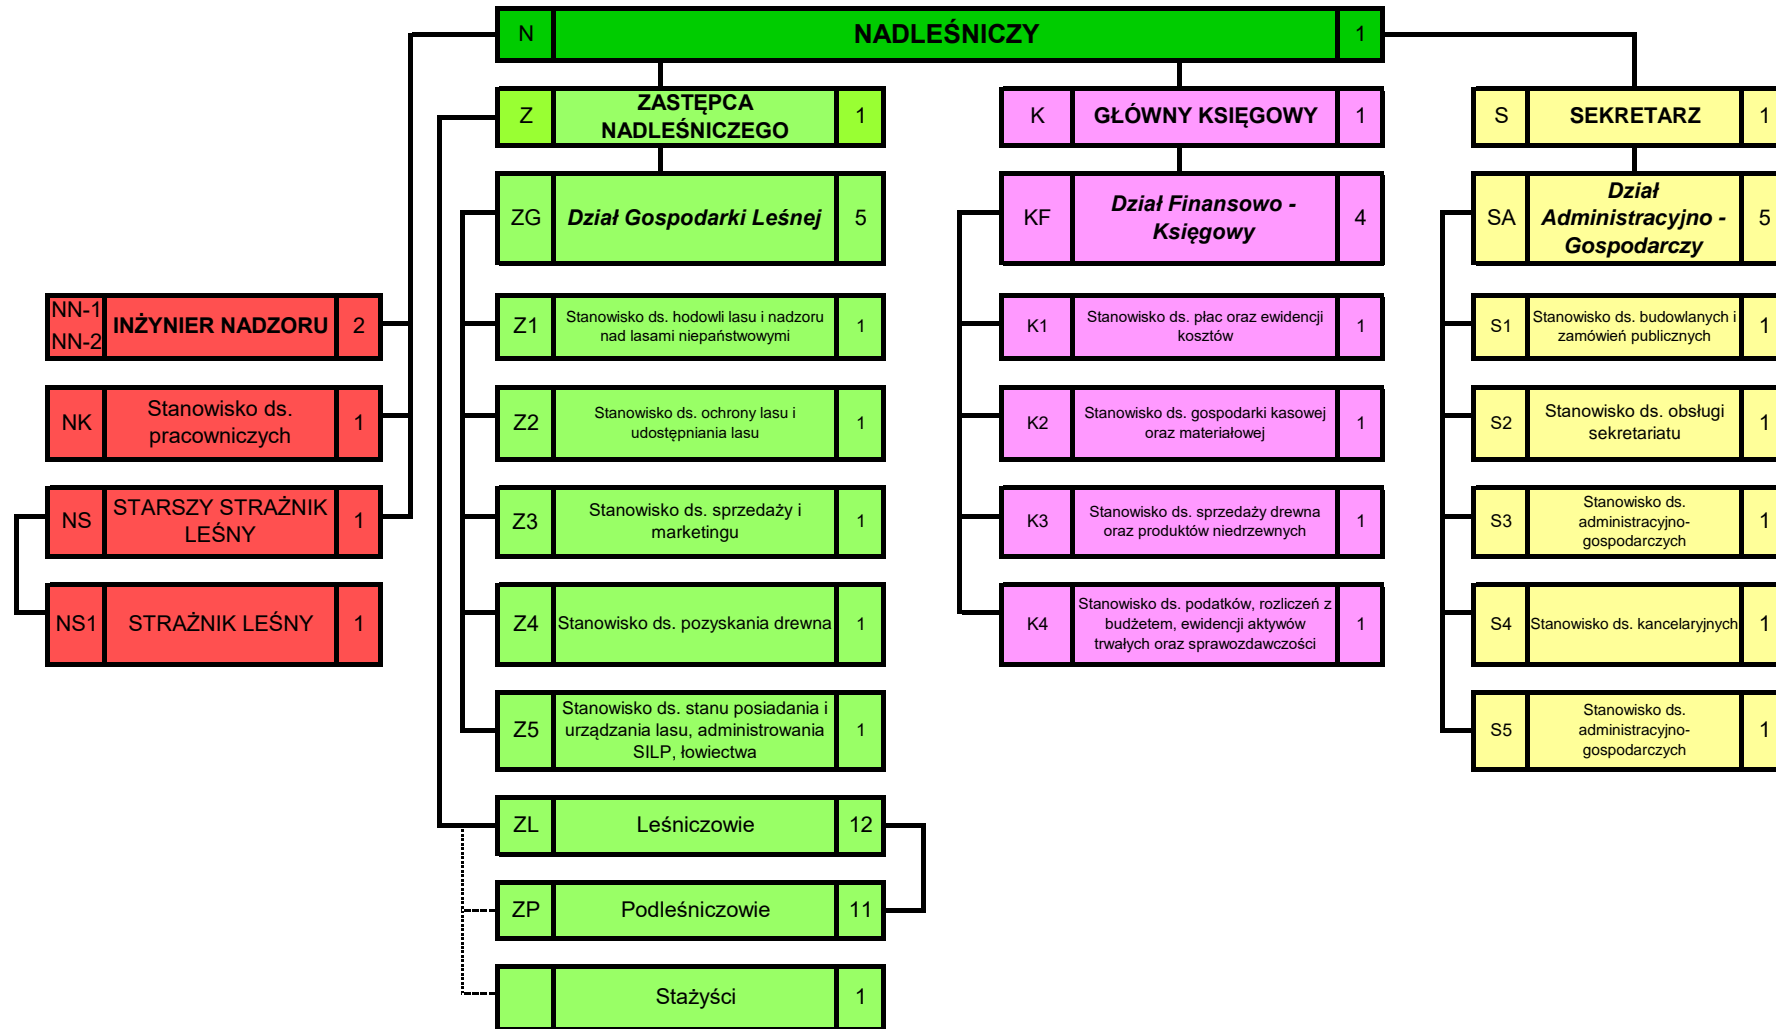 N NADLEŚNICZY 1
Z ZASTĘPCA
NADLEŚNICZEGO 1
K GŁÓWNY KSIĘGOWY 1
S SEKRETARZ 1
ZG Dział Gospodarki Leśnej 5
KF Dział Finansowo -
Księgowy 4
SA Dział
Administracyjno -
Gospodarczy 5
NN-1
NN-2
INŻYNIER NADZORU 2
Z1 Stanowisko ds. hodowli lasu i nadzoru
nad lasami niepaństwowymi 1
K1 Stanowisko ds. płac oraz ewidencji
kosztów 1
S1 Stanowisko ds. budowlanych i
zamówień publicznych 1
NK Stanowisko ds.
pracowniczych 1
Z2 Stanowisko ds. ochrony lasu i
udostępniania lasu 1
K2 Stanowisko ds. gospodarki kasowej
oraz materiałowej 1
S2 Stanowisko ds. obsługi
sekretariatu 1
NS STARSZY STRAŻNIK
LEŚNY 1
Z3 Stanowisko ds. sprzedaży i
marketingu 1
K3 Stanowisko ds. sprzedaży drewna
oraz produktów niedrzewnych 1
S3 Stanowisko ds.
administracyjno-
gospodarczych 1
NS1 STRAŻNIK LEŚNY 1
Z4 Stanowisko ds. pozyskania drewna 1
K4 Stanowisko ds. podatków, rozliczeń z
budżetem, ewidencji aktywów
trwałych oraz sprawozdawczości 1
S4 Stanowisko ds. kancelaryjnych 1
Z5 Stanowisko ds. stanu posiadania i
urządzania lasu, administrowania
SILP, łowiectwa 1
S5 Stanowisko ds.
administracyjno-
gospodarczych 1
ZL Leśniczowie 12
ZP Podleśniczowie 11
Stażyści 1